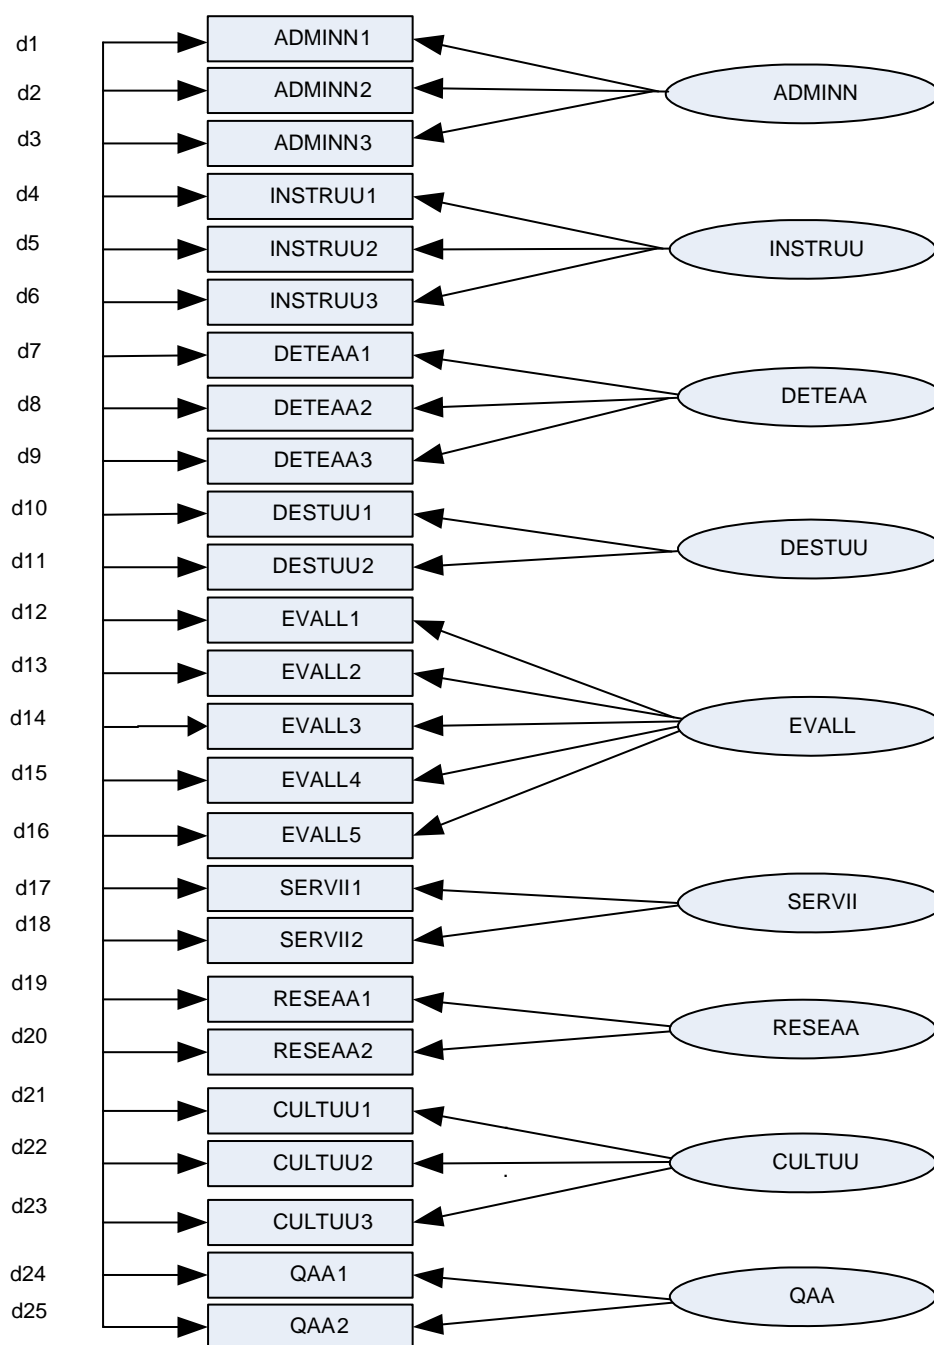 d1 ADMINN1
d2 ADMINN2 ADMINN
d3 ADMINN3
d4 INSTRUU1
d5 INSTRUU2 INSTRUU
d6 INSTRUU3
d7 DETEAA1
d8 DETEAA2 DETEAA
d9 DETEAA3
d10 DESTUU1
d11 DESTUU2 DESTUU
d12 EVALL1
d13 EVALL2
d14 EVALL3 EVALL
d15 EVALL4
d16 EVALL5
d17 SERVII1 SERVII
d18 SERVII2
d19 RESEAA1
d20 RESEAA2 RESEAA
d21 CULTUU1
d22 CULTUU2 CULTUU
d23 CULTUU3
d24 QAA1 QAA
d25 QAA2